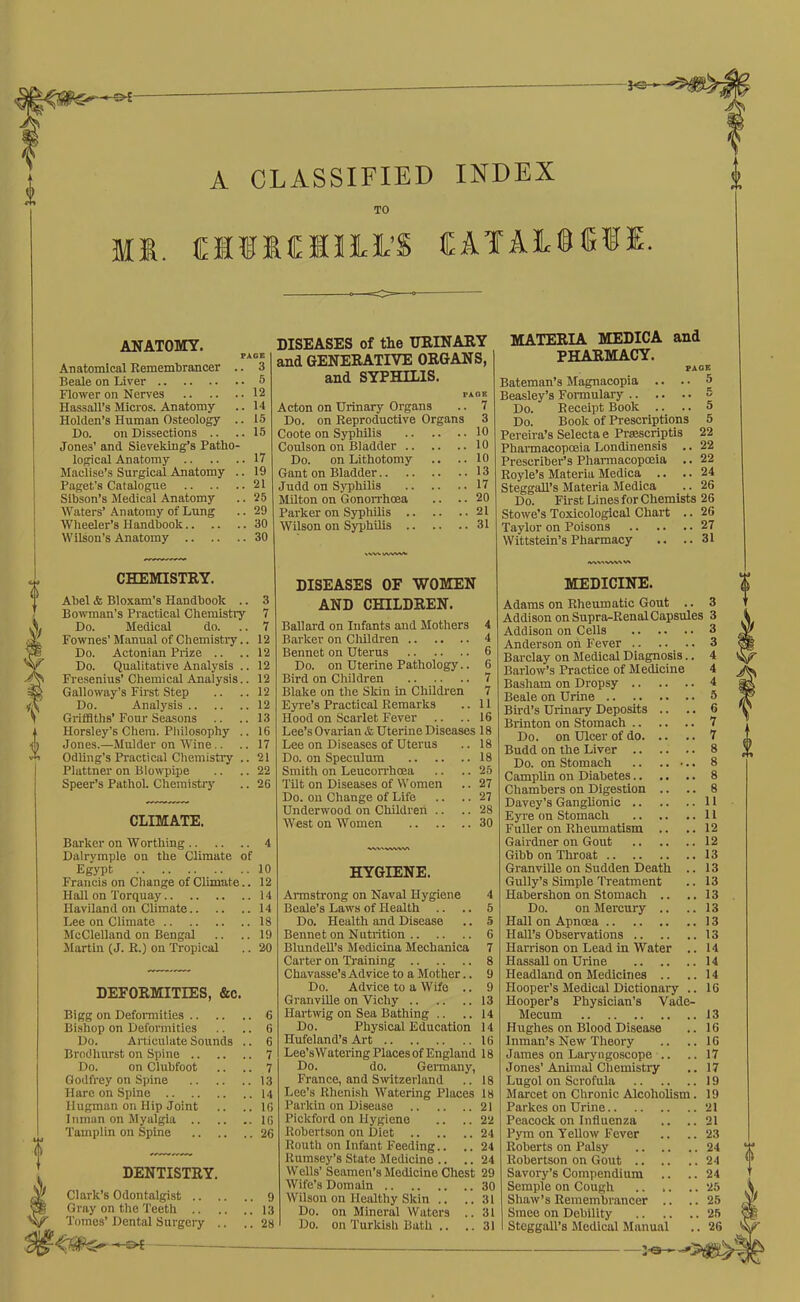 A CLASSIFIED INDEX
TO
MR. CHURCHILL'S CATALOGUE.
ANATOMY.
PAGE
Anatomical Remembrancer .. 3
Beale on Liver .. .. .. .. .. 5
Flower on Nerves .. .. .. 12
Hassall's Micros. Anatomy .. 14
Holden's Human Osteology .. 15
Do. on Dissections .. .. .. 15
Jones' and Sieveking's Patho-
logical Anatomy .. .. .. 17
Maclise's Surgical Anatomy .. 19
Paget's Catalogue .. .. .. 21
Sibson's Medical Anatomy .. 25
Waters' Anatomy of Lung .. 29
Wheeler's Handbook .. .. .. 30
Wilson's Anatomy .. .. .. 30
CHEMISTRY.
Abel & Bloxam's Handbook .. 3
Bowman's Practical Chemistry 7
Do. Medical do. .. 7
Fownes' Manual of Chemistry .. 12
Do. Actonian Prize .. .. 12
Do. Qualitative Analysis .. 12
Fresenius' Chemical Analysis .. 12
Galloway's First Step .. .. 12
Do. Analysis .. .. .. 12
Griffiths' Four Seasons .. .. 13
Horsley's Chem. Philosophy .. 16
Jones.—Mulder on Wine .. .. 17
Odling's Practical Chemistry .. 21
Plattner on Blowpipe .. .. 22
Speer's Pathol. Chemistry .. 26
CLIMATE.
Barker on Worthing .. .. .. 4
Dalrymple on the Climate of
Egypt .. .. .. .. .. .. 10
Francis on Change of Climate .. 12
Hall on Torquay .. .. .. .. 14
Haviland on Climate .. .. .. 14
Lee on Climate .. .. .. .. 18
McClelland on Bengal .. .. 19
Martin (J. R.) on Tropical .. 20
DEFORMITIES, &c.
Bigg on Deformities .. .. .. 6
Bishop on Deformities .. .. 6
Do. Articulate Sounds .. 6
Brodhurst on Spine .. .. .. 7
Do. on Clubfoot .. .. 7
Godfrey on Spine .. .. .. 13
Hare on Spine .. .. .. .. 14
Hugman on Hip Joint .. .. 16
Inman on Myalgia .. .. .. 16
Tamplin on Spine .. .. .. 26
DENTISTRY.
Clark's Odontalgist .. .. .. 9
Gray on the Teeth .. .. .. 13
Tomes' Dental Surgery .. .. 28
DISEASES of the URINARY
and GENERATIVE ORGANS,
and SYPHILIS.
PAGE
Acton on Urinary Organs .. 7
Do. on Reproductive Organs 3
Coote on Syphilis .. .. .. 10
Coulson on Bladder .. .. .. 10
Do. on Lithotomy .. .. 10
Gant on Bladder .. .. .. .. 13
Judd on Syphilis .. .. .. 17
Milton on Gonorrhœa .. .. 20
Parker on Syphilis .. .. .. 21
Wilson on Syphilis .. .. .. 31
DISEASES OF WOMEN
AND CHILDREN.
Ballard on Infants and Mothers 4
Barker on Children .. .. .. 4
Bennet on Uterus .. .. .. 6
Do. on Uterine Pathology .. 6
Bird on Children .. .. .. 7
Blake on the Skin in Children 7
Eyre's Practical Remarks .. 11
Hood on Scarlet Fever .. .. 16
Lee's Ovarian & Uterine Diseases 18
Lee on Diseases of Uterus .. 18
Do. on Speculum .. .. .. 18
Smith on Leucorrhœa .. .. 25
Tilt on Diseases of Women .. 27
Do. on Change of Life .. .. 27
Underwood on Children .. .. 28
West on Women .. .. .. 30
HYGIENE.
Armstrong on Naval Hygiene 4
Beale's Laws of Health .. .. 5
Do. Health and Disease .. 5
Bennet on Nutrition .. .. .. 6
Blundell's Medicina Mechanica 7
Carter on Training .. .. .. 8
Chavasse's Advice to a Mother .. 9
Do. Advice to a Wife .. 9
Granville on Vichy .. .. .. 13
Hartwig on Sea Bathing .. .. 14
Do. Physical Education 14
Hufeland's Art .. .. .. .. 16
Lee's Watering Places of England 18
Do. do. Germany,
France, and Switzerland .. 18
Lee's Rhenish Watering Places 18
Parkin on Disease .. .. .. 21
Pickford on Hygiene .. .. 22
Robertson on Diet .. .. .. 24
Routh on Infant Feeding .. .. 24
Rumsey's State Medicine .. .. 24
Wells' Seamen's Medicine Chest 29
Wife's Domain .. .. .. .. 30
Wilson on Healthy Skin .. .. 31
Do. on Mineral Waters .. 31
Do. on Turkish Bath .. .. 31
MATERIA MEDICA and
PHARMACY.
PAGE
Bateman's Magnacopia .. .. 5
Beasley's Formulary .. .. .. 5
Do. Receipt Book .. .. 5
Do. Book of Prescriptions 5
Pereira's Selecta e Præscriptis 22
Pharmacopœia Londinensis .. 22
Prescriber's Pharmacopœia .. 22
Royle's Materia Medica .. .. 24
Steggall's Materia Medica .. 26
Do. First Lines for Chemists 26
Stowe's Toxicological Chart .. 26
Taylor on Poisons .. .. .. 27
Wittstein's Pharmacy .. .. 31
MEDICINE.
Adams on Rheumatic Gout .. 3
Addison on Supra-Renal Capsules 3
Addison on Cells .. .. .. 3
Anderson on Fever .. .. .. 3
Barclay on Medical Diagnosis .. 4
Barlow's Practice of Medicine 4
Basham on Dropsy .. .. .. 4
Beale on Urine .. .. .. .. 5
Bird's Urinary Deposits .. .. 6
Brinton on Stomach .. .. .. 7
Do. on Ulcer of do. .. .. 7
Budd on the Liver .. .. .. 8
Do. on Stomach .. .. .. 8
Camplin on Diabetes .. .. .. 8
Chambers on Digestion .. .. 8
Davey's Ganglionic .. .. .. 11
Eyre on Stomach .. .. .. 11
Fuller on Rheumatism .. .. 12
Gairdner on Gout .. .. .. 12
Gibb on Throat .. .. .. .. 13
Granville on Sudden Death .. 13
Gully's Simple Treatment .. 13
Habershon on Stomach .. .. 13
Do. on Mercury .. .. 13
Hall on Apnœa .. .. .. .. 13
Hall's Observations .. .. .. 13
Harrison on Lead in Water .. 14
Hassall on Urine .. .. .. 14
Headland on Medicines .. .. 14
Hooper's Medical Dictionary .. 16
Hooper's Physician's Vade-
Mecum .. .. .. .. .. 13
Hughes on Blood Disease .. 16
Inman's New Theory .. .. 16
James on Laryngoscope .. .. 17
Jones' Animal Chemistry .. 17
Lugol on Scrofula .. .. .. 19
Marcet on Chronic Alcoholism . 19
Parkes on Urine .. .. .. .. 21
Peacock on Influenza .. .. 21
Pym on Yellow Fever .. .. 23
Roberts on Palsy .. .. .. 24
Robertson on Gout .. .. .. 24
Savory's Compendium .. .. 24
Semple on Cough .. .. .. 25
Shaw's Remembrancer .. .. 25
Smee on Debility .. .. .. 25
Steggall's Medical Manual .. 26